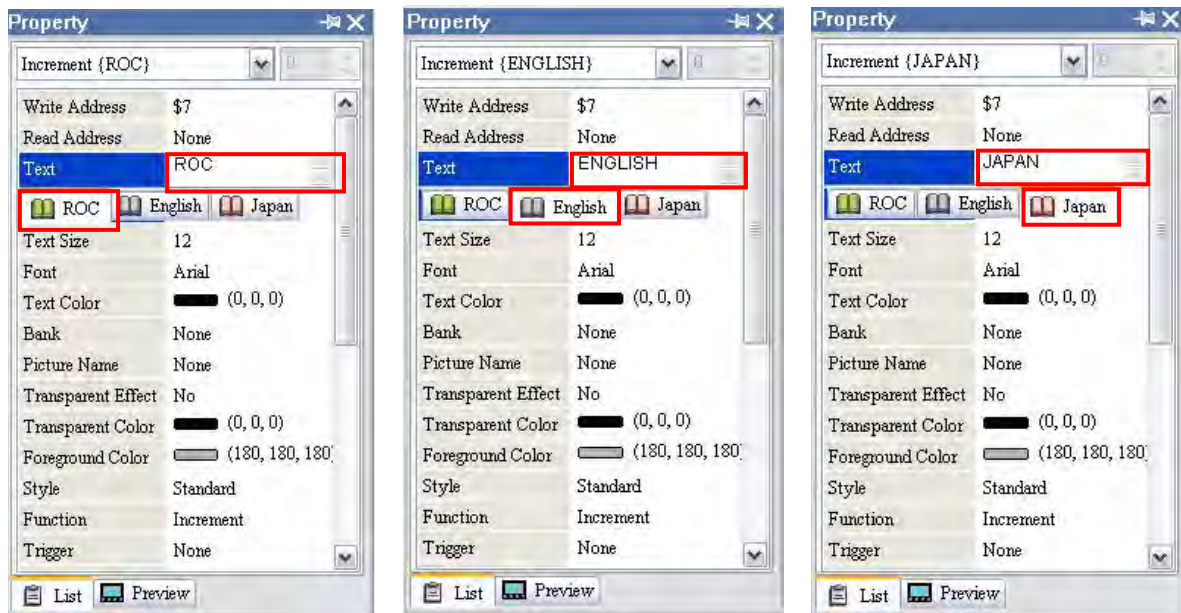 Property
Increment {ROC}
0
Write Address $7
Read Address None
Text ROC
ROC English Japan
Text Size 12
Font Arial
Text Color (0, 0, 0)
Bank None
Picture Name None
Transparent Effect No
Transparent Color (0, 0, 0)
Foreground Color (180, 180, 180
Style Standard
Function Increment
Trigger None
List Preview
Property
Increment {ENGLISH}
0
Write Address $7
Read Address None
Text ENGLISH
ROC English Japan
Text Size 12
Font Arial
Text Color (0, 0, 0)
Bank None
Picture Name None
Transparent Effect No
Transparent Color (0, 0, 0)
Foreground Color (180, 180, 180
Style Standard
Function Increment
Trigger None
List Preview
Property
Increment {JAPAN}
0
Write Address $7
Read Address None
Text JAPAN
ROC English Japan
Text Size 12
Font Arial
Text Color (0, 0, 0)
Bank None
Picture Name None
Transparent Effect No
Transparent Color (0, 0, 0)
Foreground Color (180, 180, 180
Style Standard
Function Increment
Trigger None
List Preview